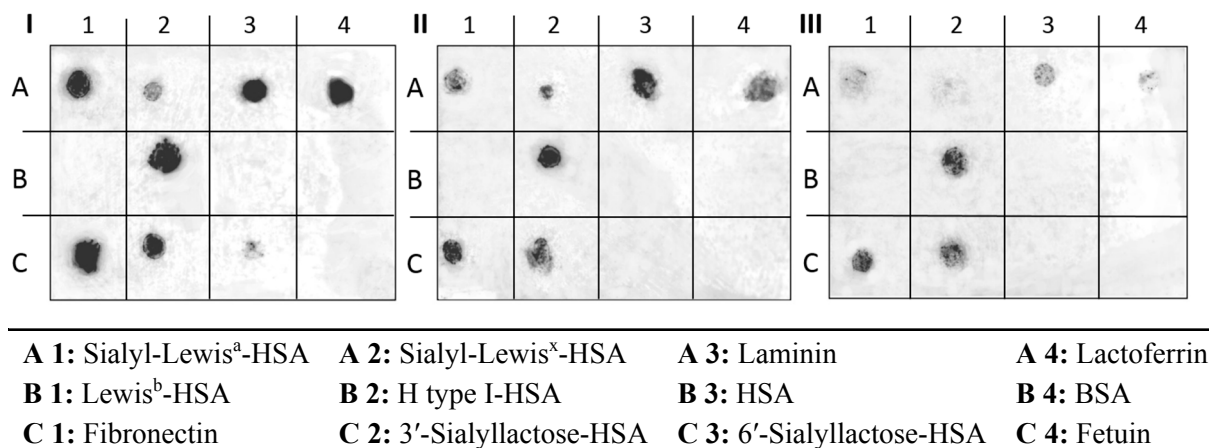 I 1 2 3 4 II 1 2 3 4 III 1 2 3 4
A A A
B B B
C C C
A 1: Sialyl-Lewisᵃ-HSA A 2: Sialyl-Lewisˣ-HSA A 3: Laminin A 4: Lactoferrin
B 1: Lewisᵇ-HSA B 2: H type I-HSA B 3: HSA B 4: BSA
C 1: Fibronectin C 2: 3′-Sialyllactose-HSA C 3: 6′-Sialyllactose-HSA C 4: Fetuin